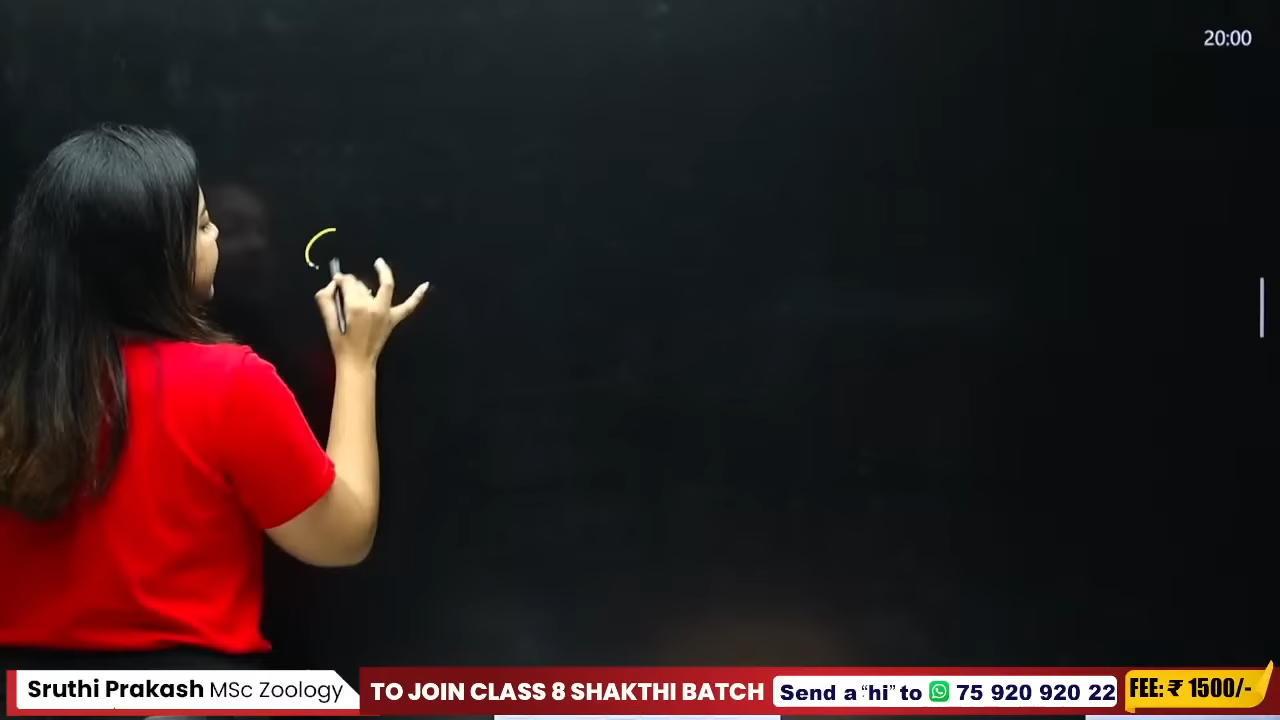 20:00
Sruthi Prakash MSc Zoology
TO JOIN CLASS 8 SHAKTHI BATCH
Send a “hi” to 75 920 920 22
FEE: ₹ 1500/-